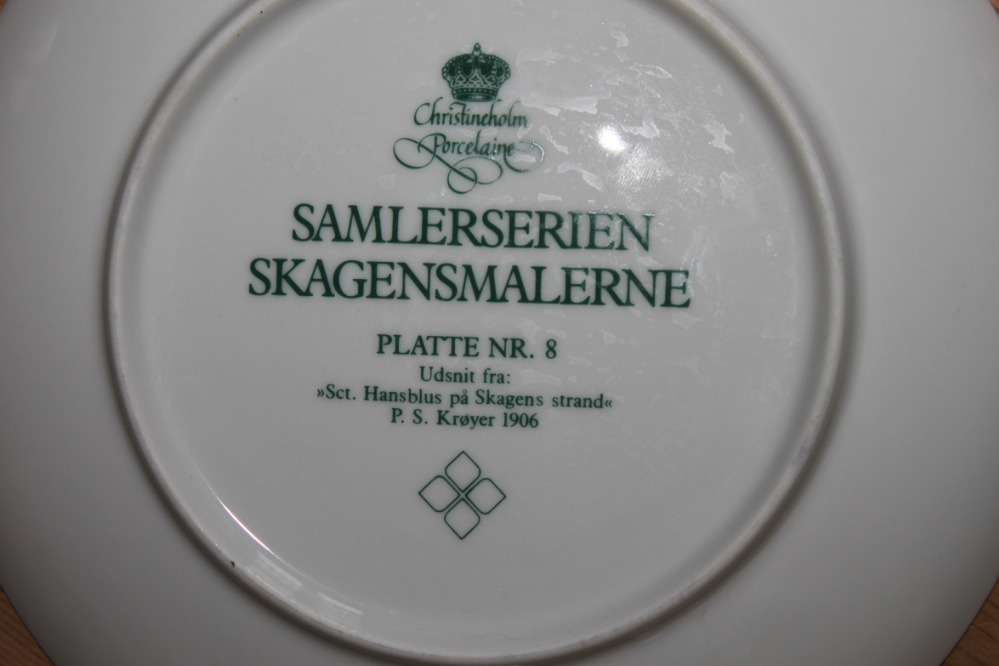 Christineholm
Porcelaine
SAMLERSERIEN
SKAGENSMALERNE
PLATTE NR. 8
Udsnit fra:
»Sct. Hansblus på Skagens strand«
P. S. Krøyer 1906